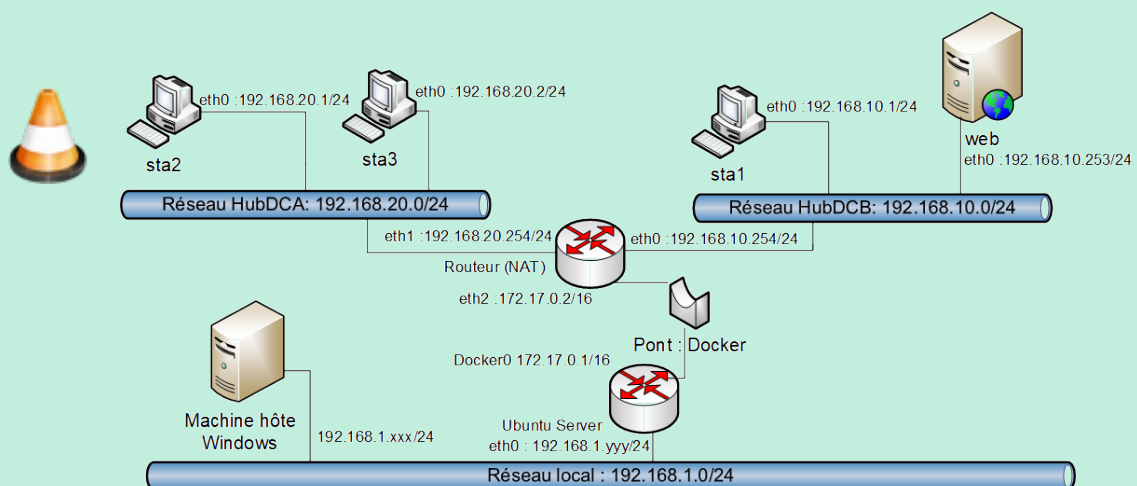 eth0 :192.168.20.1/24
sta2
eth0 :192.168.20.2/24
sta3
eth0 :192.168.10.1/24
sta1
web
eth0 :192.168.10.253/24
Réseau HubDCA: 192.168.20.0/24
Réseau HubDCB: 192.168.10.0/24
eth1 :192.168.20.254/24
eth0 :192.168.10.254/24
Routeur (NAT)
eth2 :172.17.0.2/16
Pont : Docker
Docker0 172.17.0.1/16
Machine hôte
Windows
192.168.1.xxx/24
Ubuntu Server
eth0 : 192.168.1.yyy/24
Réseau local : 192.168.1.0/24